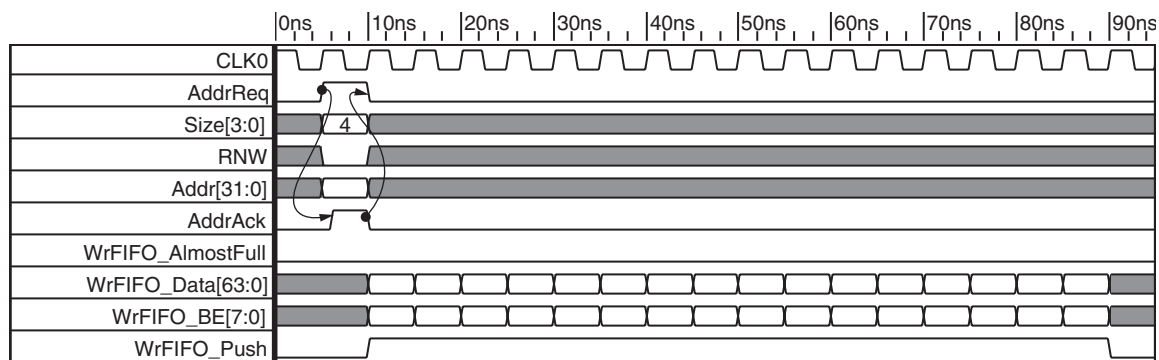 0ns 10ns 20ns 30ns 40ns 50ns 60ns 70ns 80ns 90ns
CLK0
AddrReq
Size[3:0] 4
RNW
Addr[31:0]
AddrAck
WrFIFO_AlmostFull
WrFIFO_Data[63:0]
WrFIFO_BE[7:0]
WrFIFO_Push